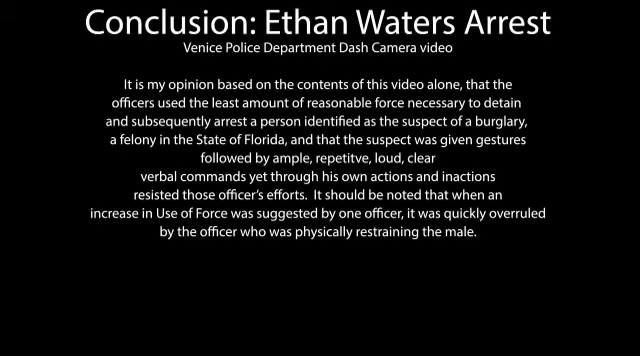 Conclusion: Ethan Waters Arrest
Venice Police Department Dash Camera video
It is my opinion based on the contents of this video alone, that the
officers used the least amount of reasonable force necessary to detain
and subsequently arrest a person identified as the suspect of a burglary,
a felony in the State of Florida, and that the suspect was given gestures
followed by ample, repetitve, loud, clear
verbal commands yet through his own actions and inactions
resisted those officer's efforts.  It should be noted that when an
increase in Use of Force was suggested by one officer, it was quickly overruled
by the officer who was physically restraining the male.